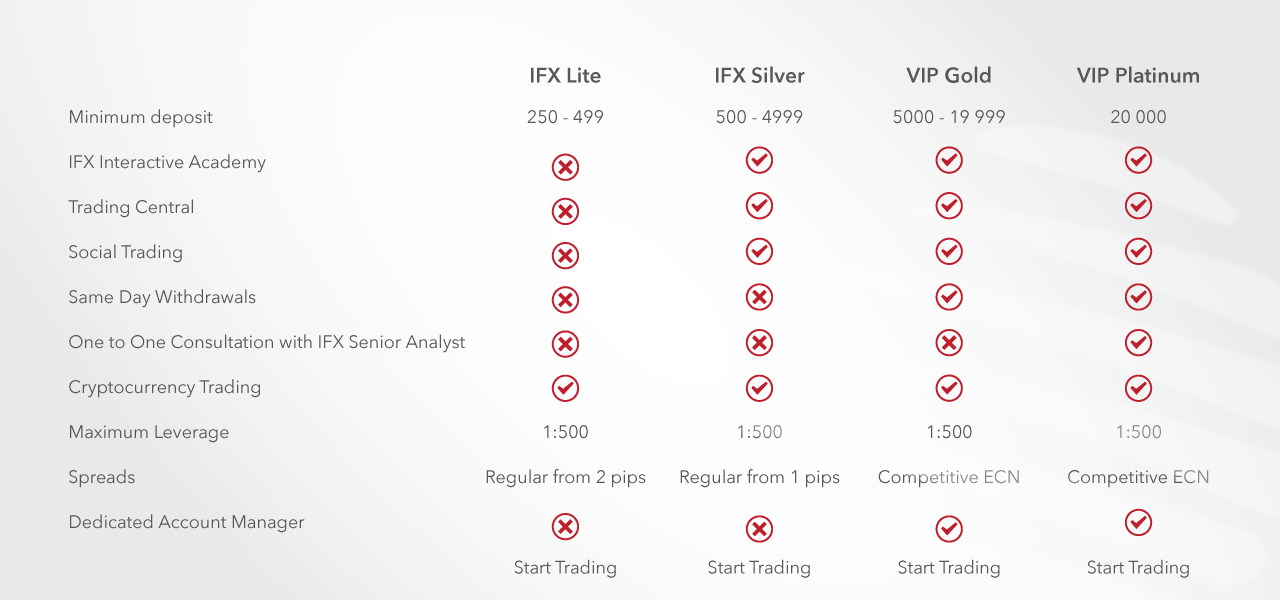 IFX Lite IFX Silver VIP Gold VIP Platinum
Minimum deposit 250 - 499 500 - 4999 5000 - 19 999 20 000
IFX Interactive Academy
Trading Central
Social Trading
Same Day Withdrawals
One to One Consultation with IFX Senior Analyst
Cryptocurrency Trading
Maximum Leverage 1:500 1:500 1:500 1:500
Spreads Regular from 2 pips Regular from 1 pips Competitive ECN Competitive ECN
Dedicated Account Manager
Start Trading Start Trading Start Trading Start Trading